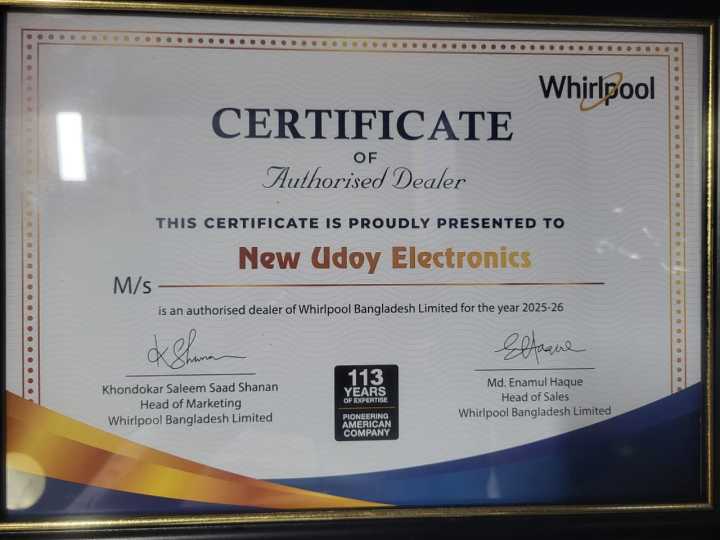 Whirlpool
CERTIFICATE
OF
Authorised Dealer
THIS CERTIFICATE IS PROUDLY PRESENTED TO
New Udoy Electronics
M/s
is an authorised dealer of Whirlpool Bangladesh Limited for the year 2025-26
K Shanan
Khondokar Saleem Saad Shanan
Head of Marketing
Whirlpool Bangladesh Limited
113
YEARS
OF EXPERTISE
PIONEERING
AMERICAN
COMPANY
EHaque
Md. Enamul Haque
Head of Sales
Whirlpool Bangladesh Limited